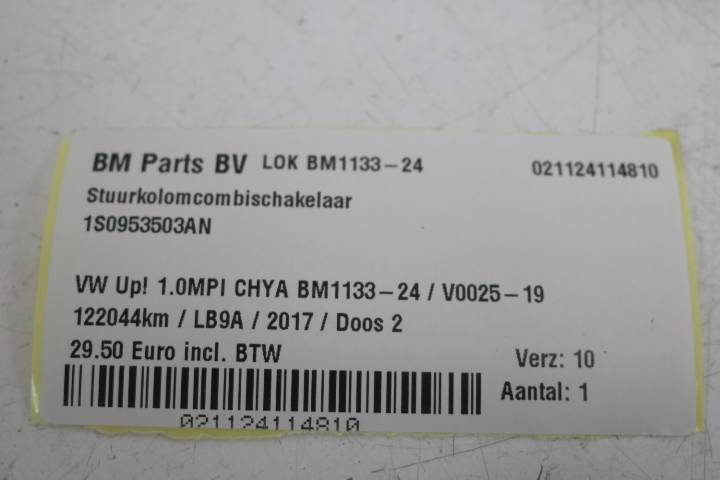 BM Parts BV LOK BM1133-24 021124114810
Stuurkolomcombischakelaar
1S0953503AN
VW Up! 1.0MPI CHYA BM1133-24 / V0025-19
122044km / LB9A / 2017 / Doos 2
29.50 Euro incl. BTW Verz: 10
Aantal: 1
021124114810